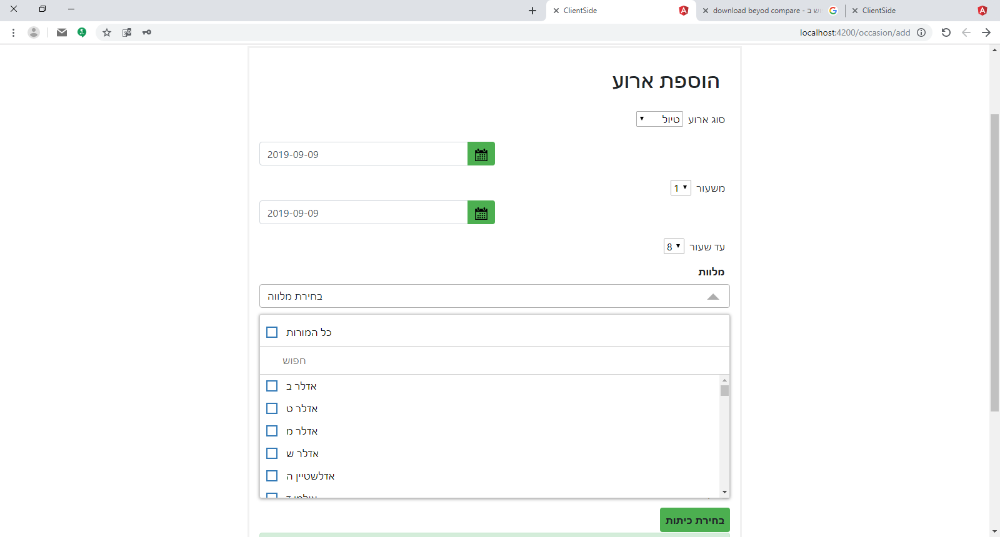 ClientSide
download beyod compare - חיפוש ב
ClientSide
localhost:4200/occasion/add
הוספת ארוע
סוג ארוע טיול
2019-09-09
משעור 1
2019-09-09
עד שעור 8
מלוות
בחירת מלווה
כל המורות
חפוש
אדלר ב
אדלר ט
אדלר מ
אדלר ש
אדלשטיין ה
בחירת כיתות